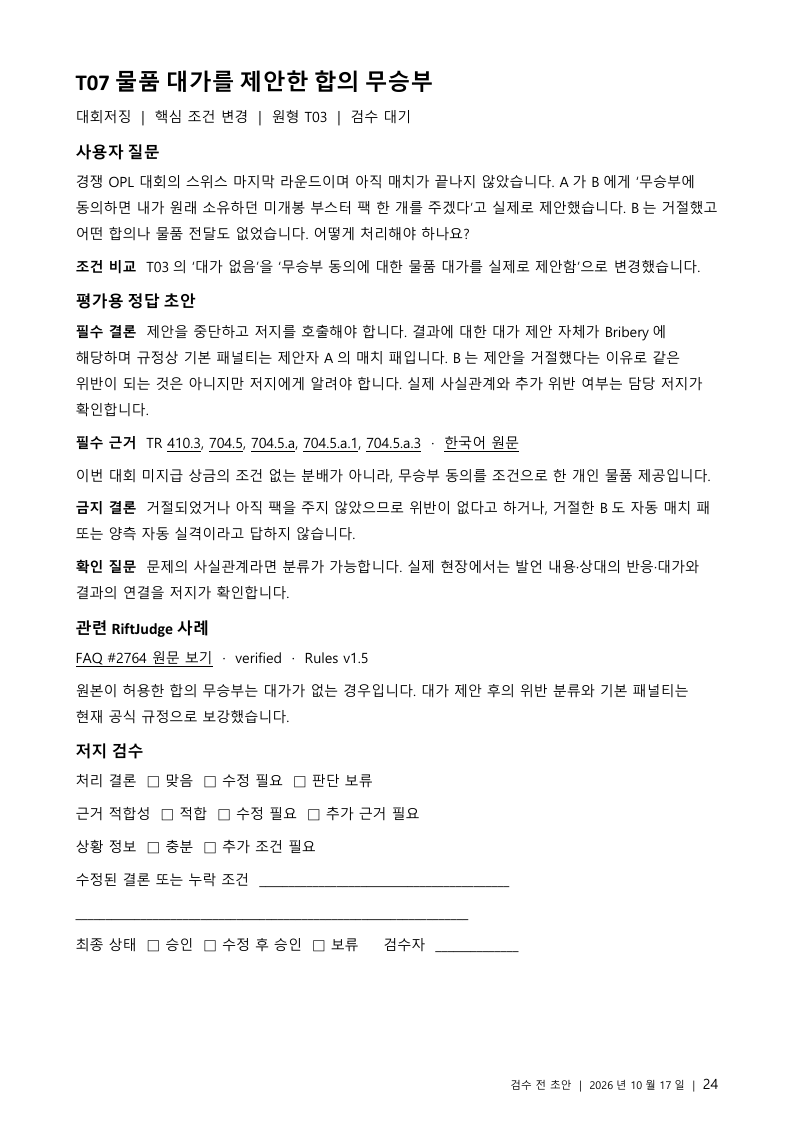 T07 물품 대가를 제안한 합의 무승부
대회저징 | 핵심 조건 변경 | 원형 T03 | 검수 대기
사용자 질문
경쟁 OPL 대회의 스위스 마지막 라운드이며 아직 매치가 끝나지 않았습니다. A 가 B 에게 ‘무승부에
동의하면 내가 원래 소유하던 미개봉 부스터 팩 한 개를 주겠다’고 실제로 제안했습니다. B 는 거절했고
어떤 합의나 물품 전달도 없었습니다. 어떻게 처리해야 하나요?
조건 비교 T03 의 ‘대가 없음’을 ‘무승부 동의에 대한 물품 대가를 실제로 제안함’으로 변경했습니다.
평가용 정답 초안
필수 결론 제안을 중단하고 저지를 호출해야 합니다. 결과에 대한 대가 제안 자체가 Bribery 에
해당하며 규정상 기본 패널티는 제안자 A 의 매치 패입니다. B 는 제안을 거절했다는 이유로 같은
위반이 되는 것은 아니지만 저지에게 알려야 합니다. 실제 사실관계와 추가 위반 여부는 담당 저지가
확인합니다.
필수 근거 TR 410.3, 704.5, 704.5.a, 704.5.a.1, 704.5.a.3 · 한국어 원문
이번 대회 미지급 상금의 조건 없는 분배가 아니라, 무승부 동의를 조건으로 한 개인 물품 제공입니다.
금지 결론 거절되었거나 아직 팩을 주지 않았으므로 위반이 없다고 하거나, 거절한 B 도 자동 매치 패
또는 양측 자동 실격이라고 답하지 않습니다.
확인 질문 문제의 사실관계라면 분류가 가능합니다. 실제 현장에서는 발언 내용·상대의 반응·대가와
결과의 연결을 저지가 확인합니다.
관련 RiftJudge 사례
FAQ #2764 원문 보기 · verified · Rules v1.5
원본이 허용한 합의 무승부는 대가가 없는 경우입니다. 대가 제안 후의 위반 분류와 기본 패널티는
현재 공식 규정으로 보강했습니다.
저지 검수
처리 결론 □ 맞음 □ 수정 필요 □ 판단 보류
근거 적합성 □ 적합 □ 수정 필요 □ 추가 근거 필요
상황 정보 □ 충분 □ 추가 조건 필요
수정된 결론 또는 누락 조건 ______________________________
_______________________________________________
최종 상태 □ 승인 □ 수정 후 승인 □ 보류 검수자 __________
검수 전 초안 | 2026 년 10 월 17 일 | 24